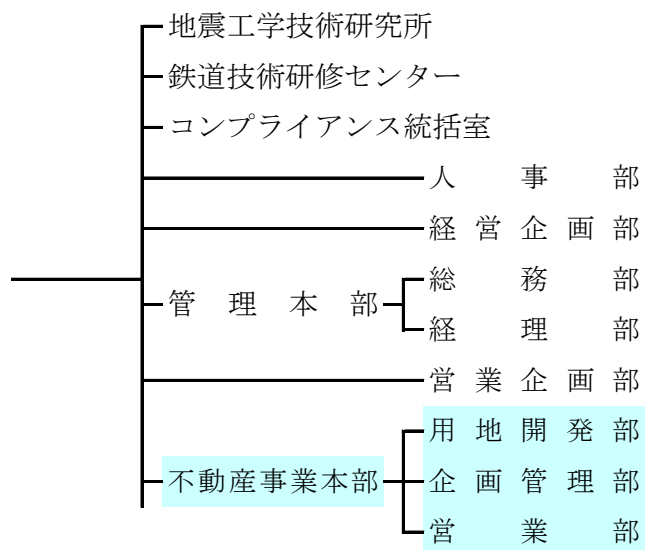 地震工学技術研究所
鉄道技術研修センター
コンプライアンス統括室
人事部
経営企画部
管理本部
総務部
経理部
営業企画部
不動産事業本部
用地開発部
企画管理部
営業部